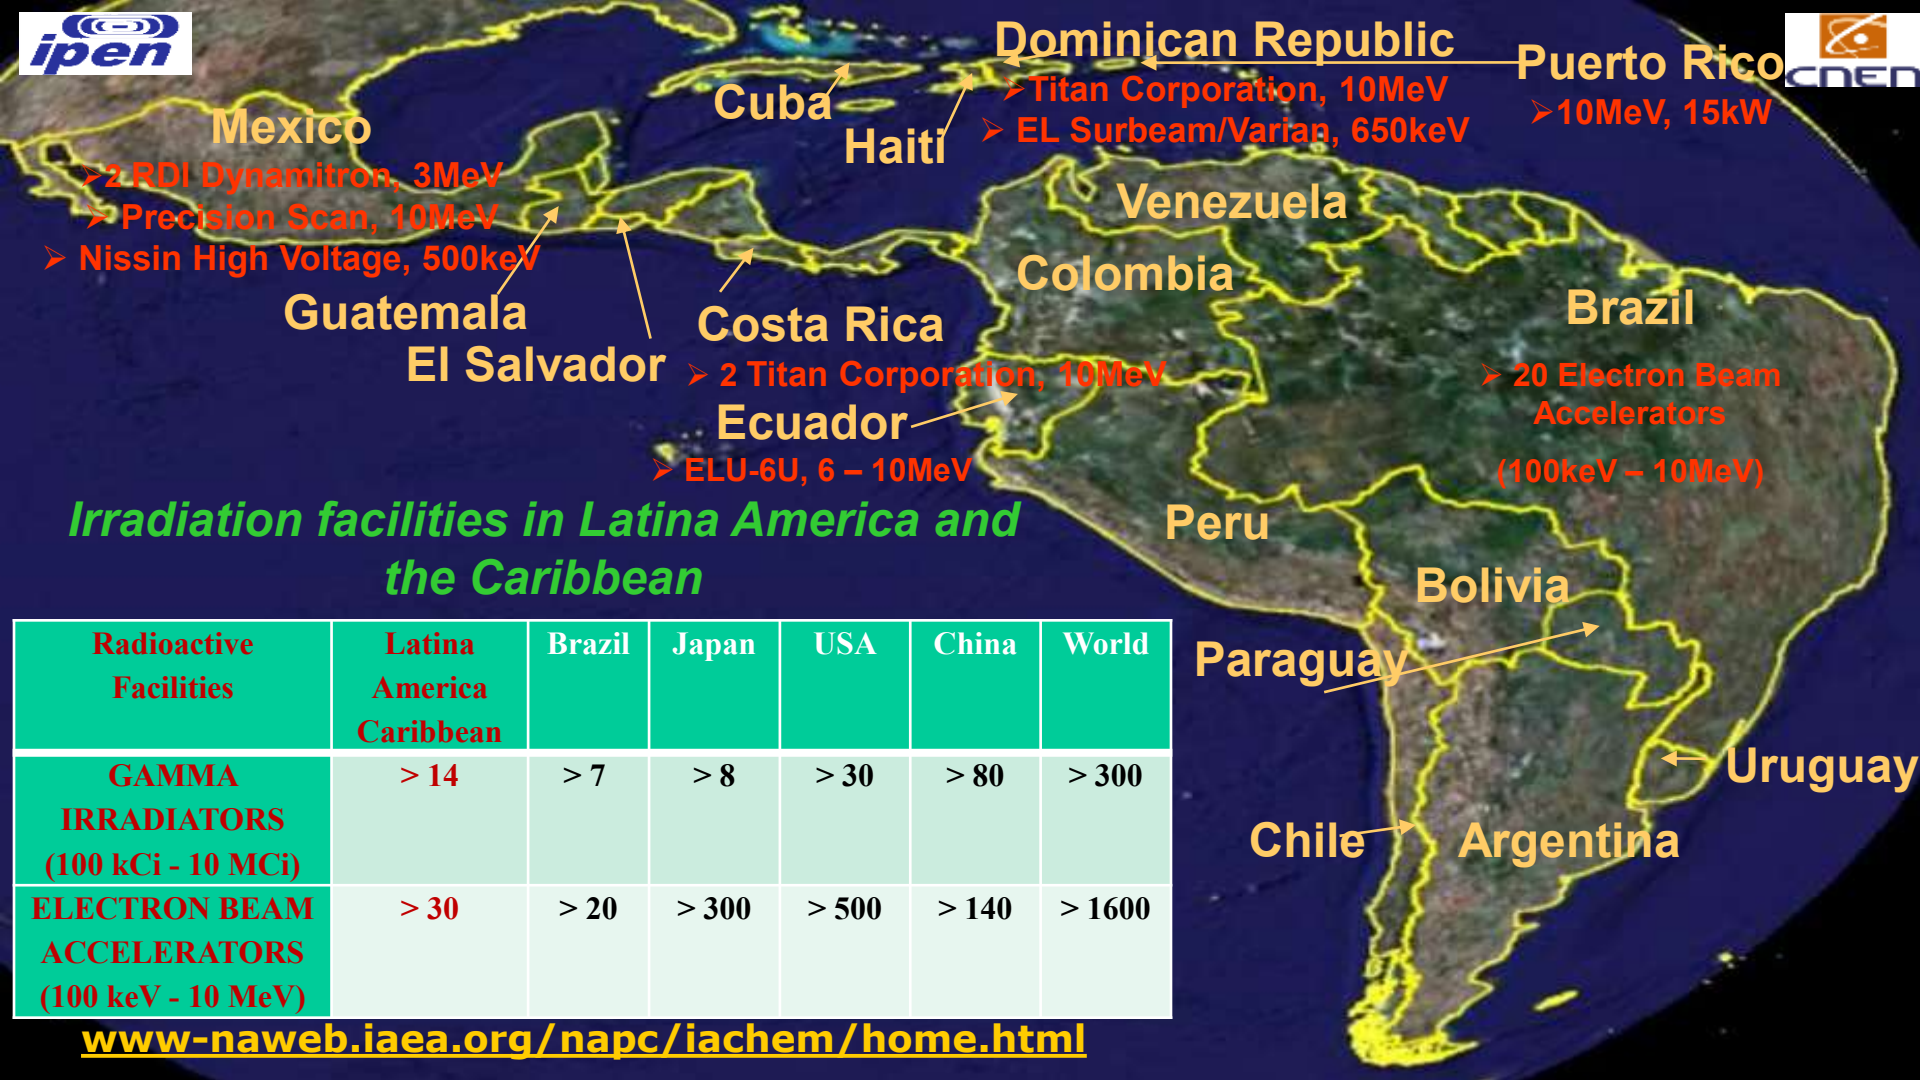 ipen
Dominican Republic
➢Titan Corporation, 10MeV
➢ EL Surbeam/Varian, 650keV
Puerto Rico
➢10MeV, 15kW
CNEN
Cuba
Haiti
Mexico
➢2 RDI Dynamitron, 3MeV
➢ Precision Scan, 10MeV
➢ Nissin High Voltage, 500keV
Venezuela
Colombia
Guatemala
El Salvador
Costa Rica
➢ 2 Titan Corporation, 10MeV
Brazil
➢ 20 Electron Beam
Accelerators
(100keV – 10MeV)
Ecuador
➢ ELU-6U, 6 – 10MeV
Peru
Bolivia
Paraguay
Uruguay
Chile
Argentina
Irradiation facilities in Latina America and
the Caribbean
Radioactive
Facilities
Latina
America
Caribbean
Brazil
Japan
USA
China
World
GAMMA
IRRADIATORS
(100 kCi - 10 MCi)
> 14
> 7
> 8
> 30
> 80
> 300
ELECTRON BEAM
ACCELERATORS
(100 keV - 10 MeV)
> 30
> 20
> 300
> 500
> 140
> 1600
www-naweb.iaea.org/napc/iachem/home.html